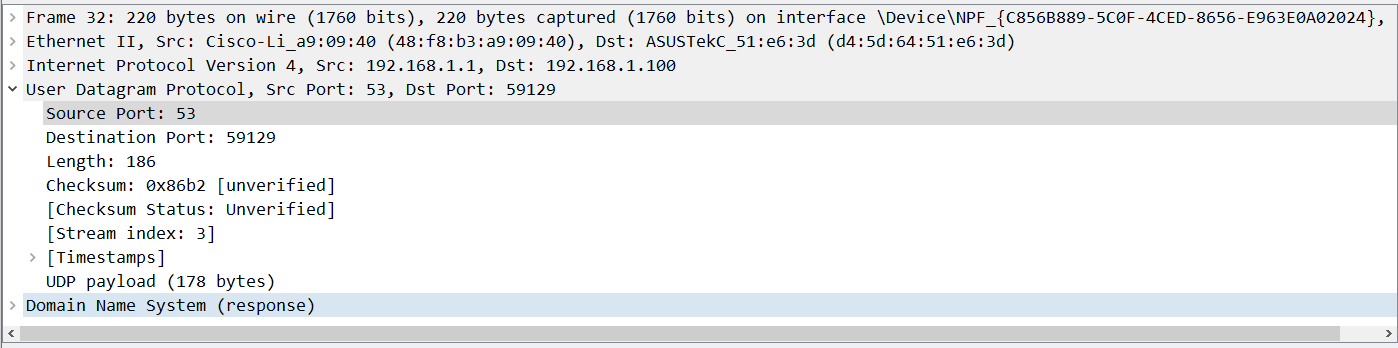 Frame 32: 220 bytes on wire (1760 bits), 220 bytes captured (1760 bits) on interface \Device\NPF_{C856B889-5C0F-4CED-8656-E963E0A02024},
Ethernet II, Src: Cisco-Li_a9:09:40 (48:f8:b3:a9:09:40), Dst: ASUSTekC_51:e6:3d (d4:5d:64:51:e6:3d)
Internet Protocol Version 4, Src: 192.168.1.1, Dst: 192.168.1.100
User Datagram Protocol, Src Port: 53, Dst Port: 59129
Source Port: 53
Destination Port: 59129
Length: 186
Checksum: 0x86b2 [unverified]
[Checksum Status: Unverified]
[Stream index: 3]
[Timestamps]
UDP payload (178 bytes)
Domain Name System (response)